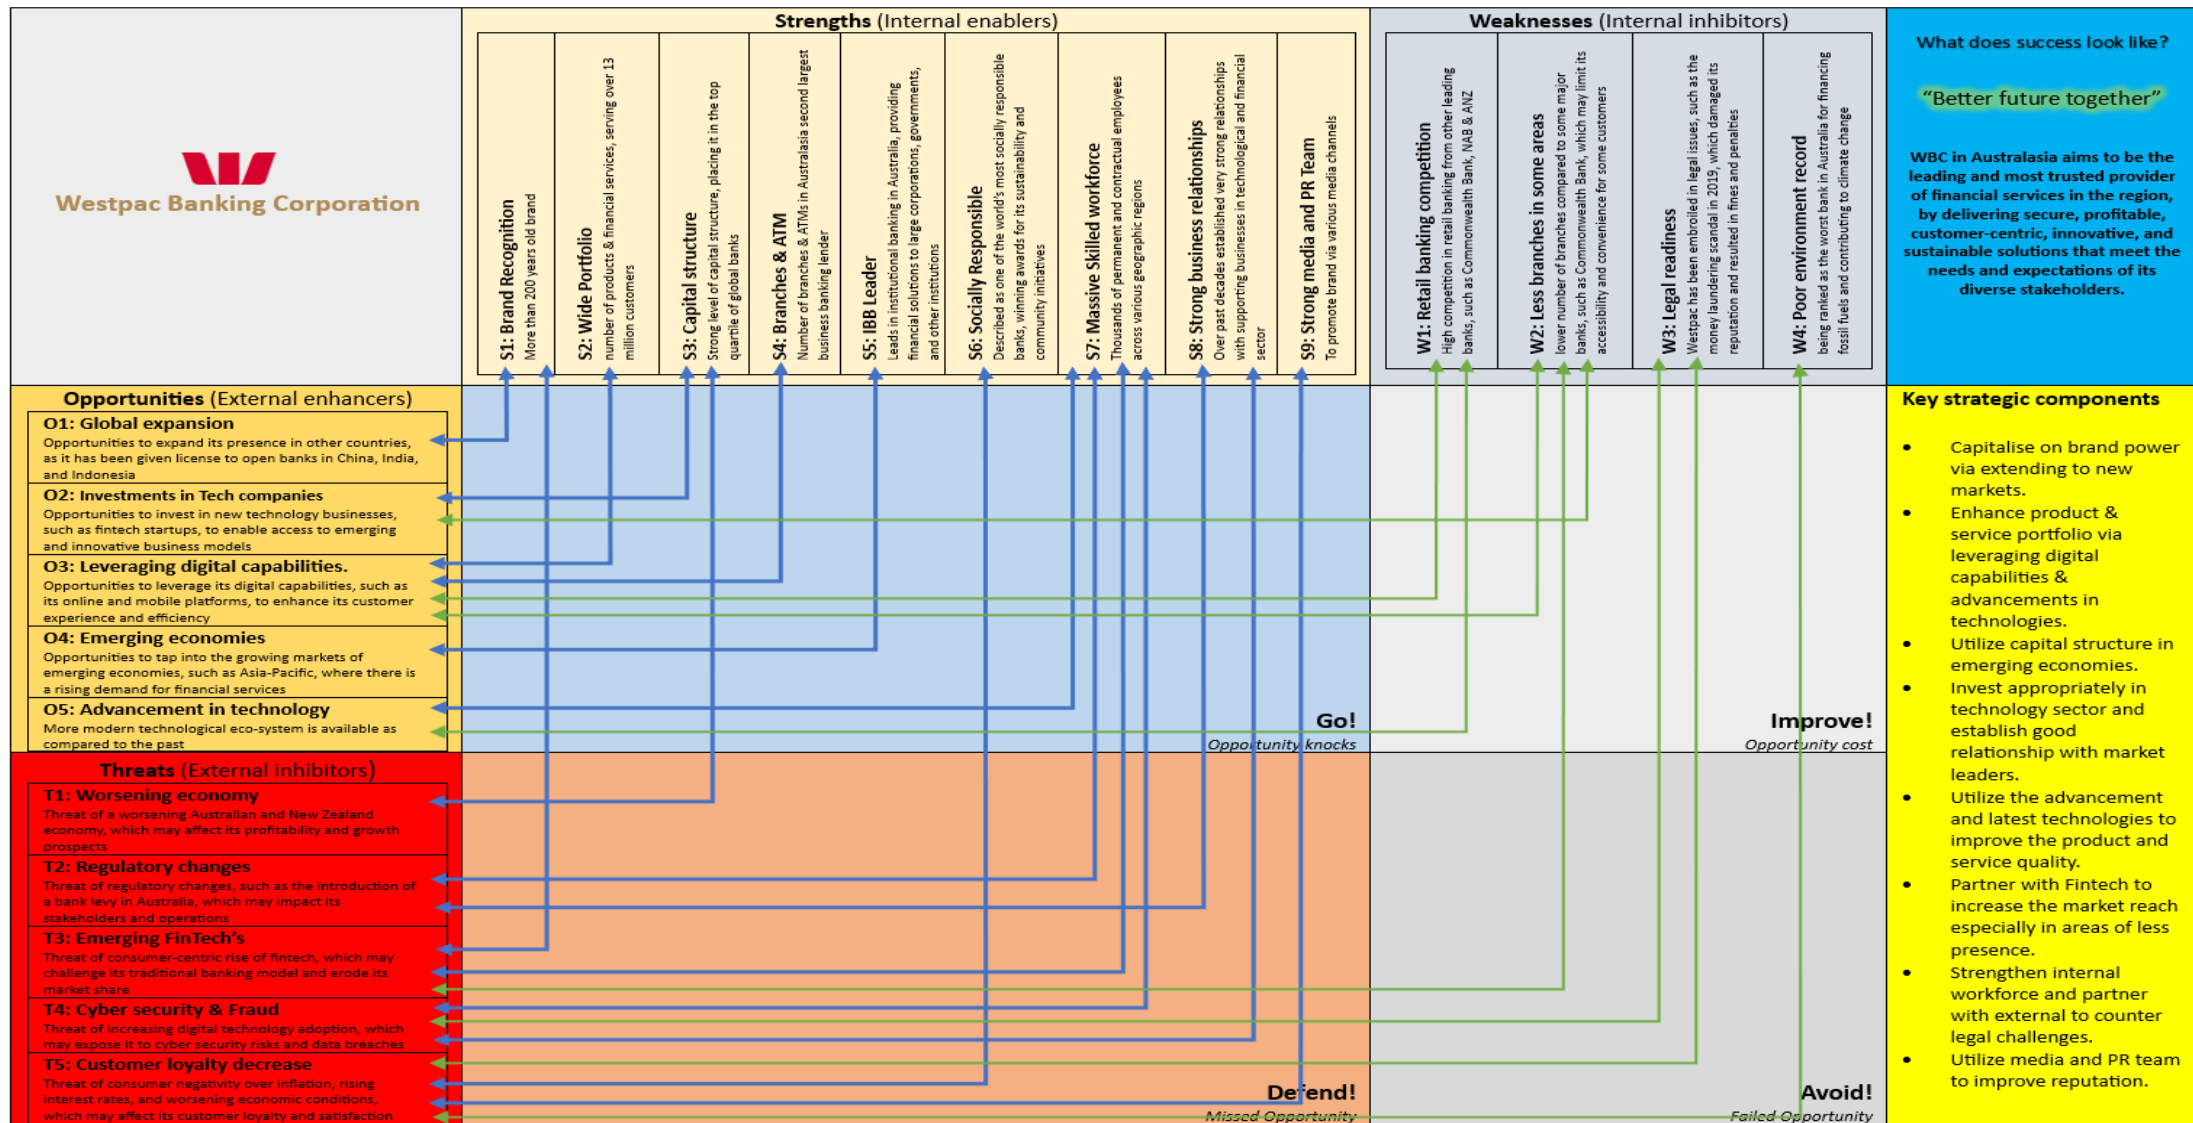 Westpac Banking Corporation
Strengths (Internal enablers)
S1: Brand Recognition
More than 200 years old brand
S2: Wide Portfolio
number of products & financial services, serving over 13
million customers
S3: Capital structure
Strong level of capital structure, placing it in the top
quartile of global banks
S4: Branches & ATM
Number of branches & ATMs in Australasia second largest
business banking lender
S5: IBB Leader
Leads in institutional banking in Australia, providing
financial solutions to large corporations, governments,
and other institutions
S6: Socially Responsible
Described as one of the world's most socially responsible
banks, winning awards for its sustainability and
community initiatives
S7: Massive Skilled workforce
Thousands of permanent and contractual employees
across various geographic regions
S8: Strong business relationships
Over past decades established very strong relationships
with supporting businesses in technological and financial
sector
S9: Strong media and PR Team
To promote brand via various media channels
Weaknesses (Internal inhibitors)
W1: Retail banking competition
High competition in retail banking from other leading
banks, such as Commonwealth Bank, NAB & ANZ
W2: Less branches in some areas
lower number of branches compared to some major
banks, such as Commonwealth Bank, which may limit its
accessibility and convenience for some customers
W3: Legal readiness
Westpac has been embroiled in legal issues, such as the
money laundering scandal in 2019, which damaged its
reputation and resulted in fines and penalties
W4: Poor environment record
being ranked as the worst bank in Australia for financing
fossil fuels and contributing to climate change
What does success look like?
“Better future together”
WBC in Australasia aims to be the
leading and most trusted provider
of financial services in the region,
by delivering secure, profitable,
customer-centric, innovative, and
sustainable solutions that meet the
needs and expectations of its
diverse stakeholders.
Opportunities (External enhancers)
O1: Global expansion
Opportunities to expand its presence in other countries,
as it has been given license to open banks in China, India,
and Indonesia
O2: Investments in Tech companies
Opportunities to invest in new technology businesses,
such as fintech startups, to enable access to emerging
and innovative business models
O3: Leveraging digital capabilities.
Opportunities to leverage its digital capabilities, such as
its online and mobile platforms, to enhance its customer
experience and efficiency
O4: Emerging economies
Opportunities to tap into the growing markets of
emerging economies, such as Asia-Pacific, where there is
a rising demand for financial services
O5: Advancement in technology
More modern technological eco-system is available as
compared to the past
Go!
Opportunity knocks
Improve!
Opportunity cost
Threats (External inhibitors)
T1: Worsening economy
Threat of a worsening Australian and New Zealand
economy, which may affect its profitability and growth
prospects
T2: Regulatory changes
Threat of regulatory changes, such as the introduction of
a bank levy in Australia, which may impact its
stakeholders and operations
T3: Emerging FinTech's
Threat of consumer-centric rise of fintech, which may
challenge its traditional banking model and erode its
market share
T4: Cyber security & Fraud
Threat of increasing digital technology adoption, which
may expose it to cyber security risks and data breaches
T5: Customer loyalty decrease
Threat of consumer negativity over inflation, rising
interest rates, and worsening economic conditions,
which may affect its customer loyalty and satisfaction
Defend!
Missed Opportunity
Avoid!
Failed Opportunity
Key strategic components
• Capitalise on brand power
via extending to new
markets.
• Enhance product &
service portfolio via
leveraging digital
capabilities &
advancements in
technologies.
• Utilize capital structure in
emerging economies.
• Invest appropriately in
technology sector and
establish good
relationship with market
leaders.
• Utilize the advancement
and latest technologies to
improve the product and
service quality.
• Partner with Fintech to
increase the market reach
especially in areas of less
presence.
• Strengthen internal
workforce and partner
with external to counter
legal challenges.
• Utilize media and PR team
to improve reputation.